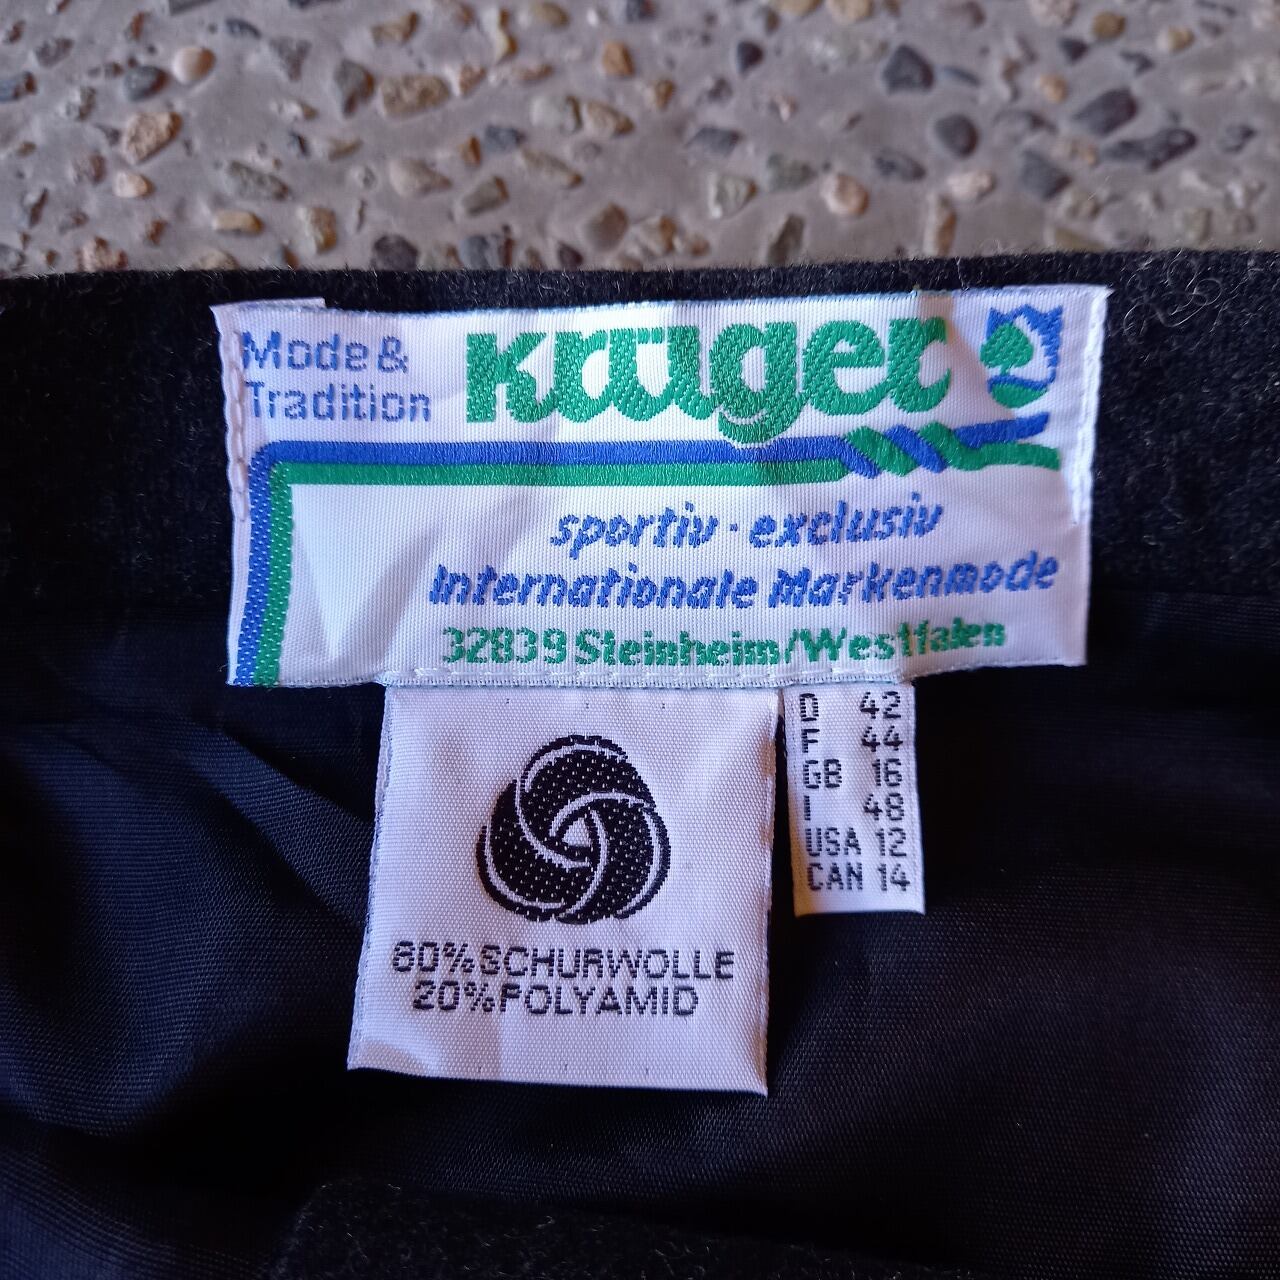 Mode &
Tradition
Krüger
sportiv · exclusiv
Internationale Markenmode
32839 Steinheim/Westfalen
80% SCHURWOLLE
20% POLYAMID
D 42
F 44
GB 16
I 48
USA 12
CAN 14